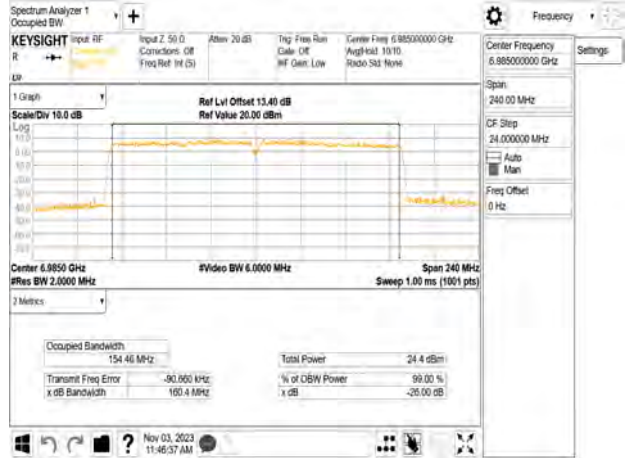 Spectrum Analyzer 1
Occupied BW
KEYSIGHT
Input: RF
R
Input Z: 50 Ω
Corrections: Off
Freq Ref: Int (S)
Atten: 20 dB
Trig: Free Run
Gate: Off
#IF Gain: Low
Center Freq: 6.985000000 GHz
Avg|Hold: 10/10
Radio Std: None
1 Graph
Scale/Div 10.0 dB
Ref Lvl Offset 13.40 dB
Ref Value 20.00 dBm
Log
10.0
0.00
Center 6.9850 GHz
#Res BW 2.0000 MHz
#Video BW 6.0000 MHz
Span 240 MHz
Sweep 1.00 ms (1001 pts)
2 Metrics
Occupied Bandwidth
154.46 MHz
Total Power
24.4 dBm
Transmit Freq Error
-90.660 kHz
% of OBW Power
99.00 %
x dB Bandwidth
160.4 MHz
x dB
-26.00 dB
Nov 03, 2023
11:46:37 AM
Frequency
Settings
Center Frequency
6.985000000 GHz
Span
240.00 MHz
CF Step
24.000000 MHz
Auto
Man
Freq Offset
0 Hz